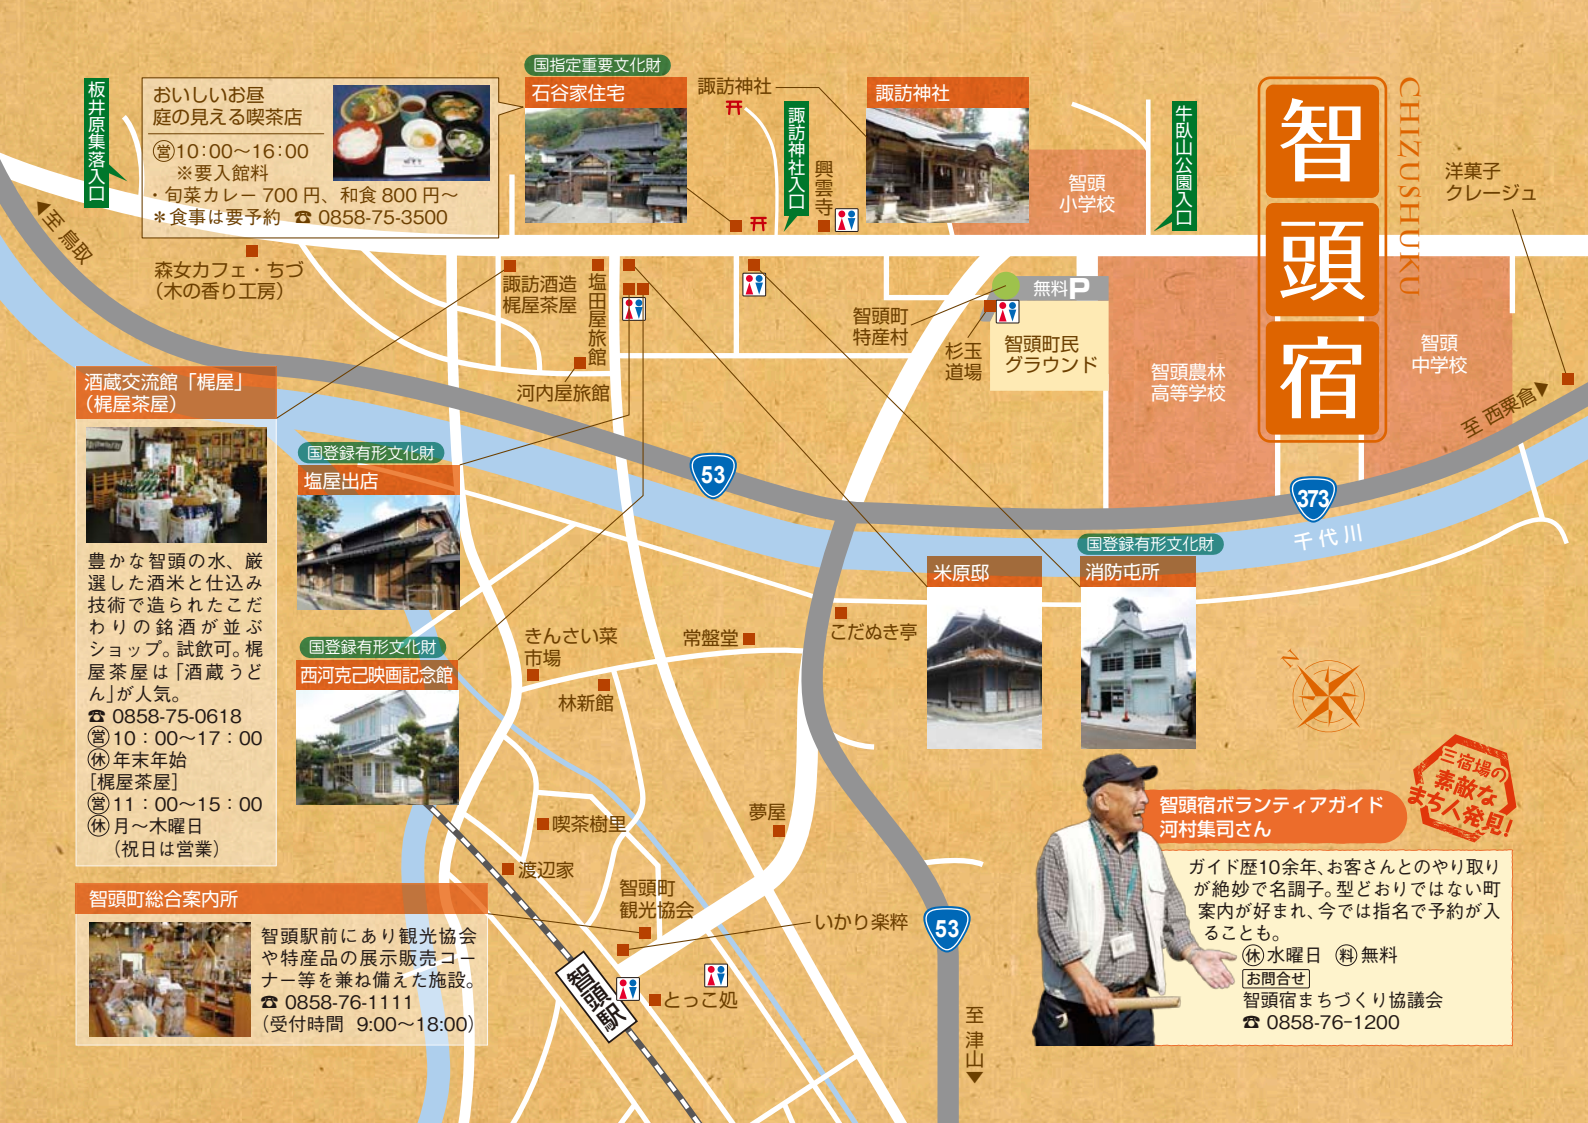 智頭宿
CHIZUSHUKU
板井原集落入口
おいしいお昼
庭の見える喫茶店
㊡10：00〜16：00
※要入館料
・旬菜カレー 700 円、和食 800 円〜
＊食事は要予約 ☎ 0858-75-3500
国指定重要文化財
石谷家住宅
諏訪神社
諏訪神社入口
興雲寺
諏訪神社
智頭
小学校
牛臥山公園入口
洋菓子
クレージュ
至 鳥取
森女カフェ・ちづ
（木の香り工房）
諏訪酒造
梶屋茶屋
塩田屋旅館
河内屋旅館
智頭町
特産村
杉玉
道場
無料P
智頭町民
グラウンド
智頭農林
高等学校
智頭
中学校
至 西粟倉
酒蔵交流館「梶屋」
（梶屋茶屋）
豊かな智頭の水、厳
選した酒米と仕込み
技術で造られたこだ
わりの銘酒が並ぶ
ショップ。試飲可。梶
屋茶屋は「酒蔵うど
ん」が人気。
☎ 0858-75-0618
㊂10：00〜17：00
㊡年末年始
［梶屋茶屋］
営11：00〜15：00
㊡月〜木曜日
（祝日は営業）
国登録有形文化財
塩屋出店
国登録有形文化財
西河克己映画記念館
53
373
千代川
米原邸
国登録有形文化財
消防屯所
きんさい菜
市場
林新館
常盤堂
こだぬき亭
夢屋
喫茶樹里
渡辺家
智頭町
観光協会
いかり楽粋
智頭駅
とっこ処
53
至 津山
智頭町総合案内所
智頭駅前にあり観光協会
や特産品の展示販売コー
ナー等を兼ね備えた施設。
☎ 0858-76-1111
（受付時間 9:00〜18:00）
N
三宿場の
素敵な
まち人発見！
智頭宿ボランティアガイド
河村集司さん
ガイド歴10余年、お客さんとのやり取り
が絶妙で名調子。型どおりではない町
案内が好まれ、今では指名で予約が入
ることも。
㊡水曜日 料無料
お問合せ
智頭宿まちづくり協議会
☎ 0858-76-1200